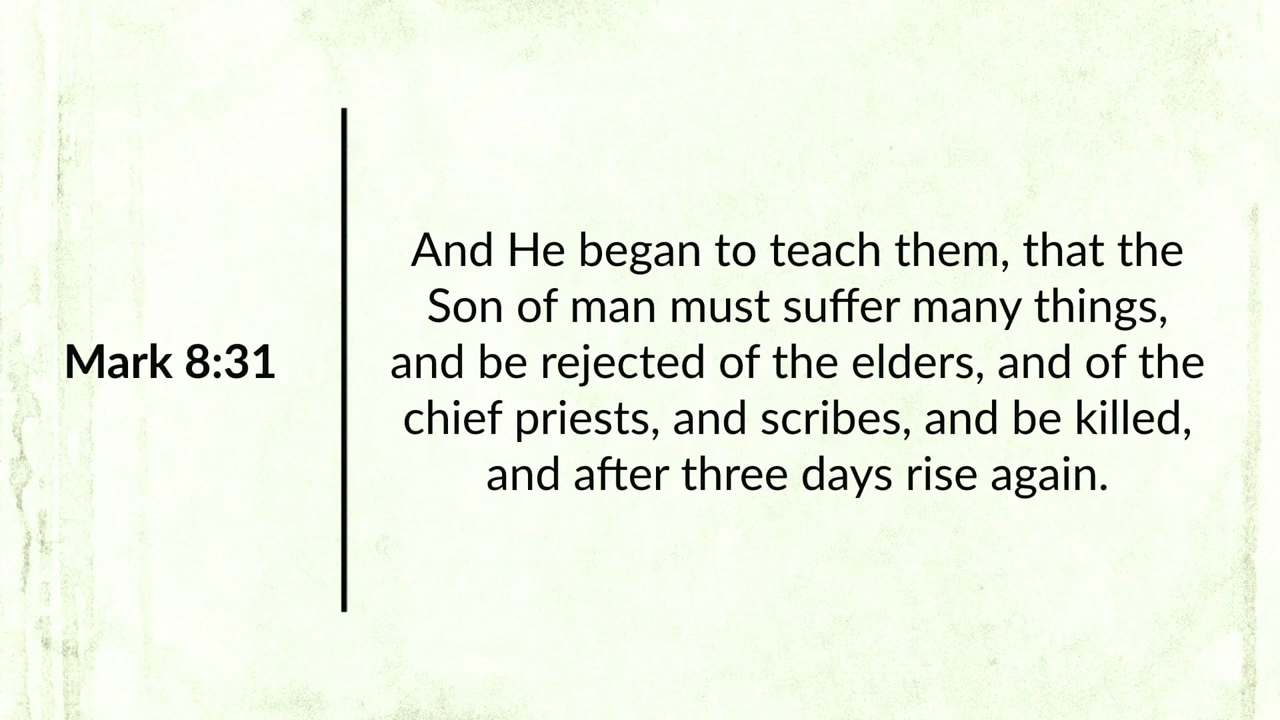 Mark 8:31
And He began to teach them, that the
Son of man must suffer many things,
and be rejected of the elders, and of the
chief priests, and scribes, and be killed,
and after three days rise again.